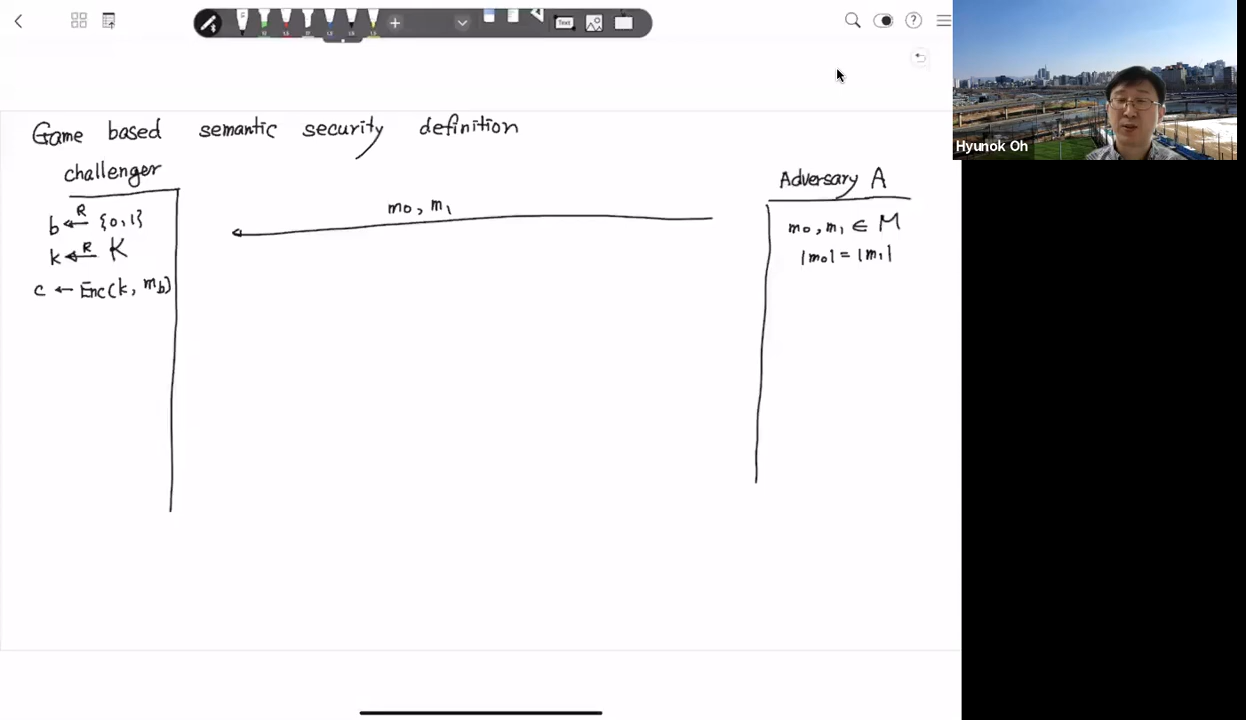 Text
Hyunok Oh
Game based semantic security definition
challenger
Adversary A
b ←R {0,1}
m0, m1
m0, m1 ∈ M
k ←R K
|m0| = |m1|
c ← Enc(k, mb)